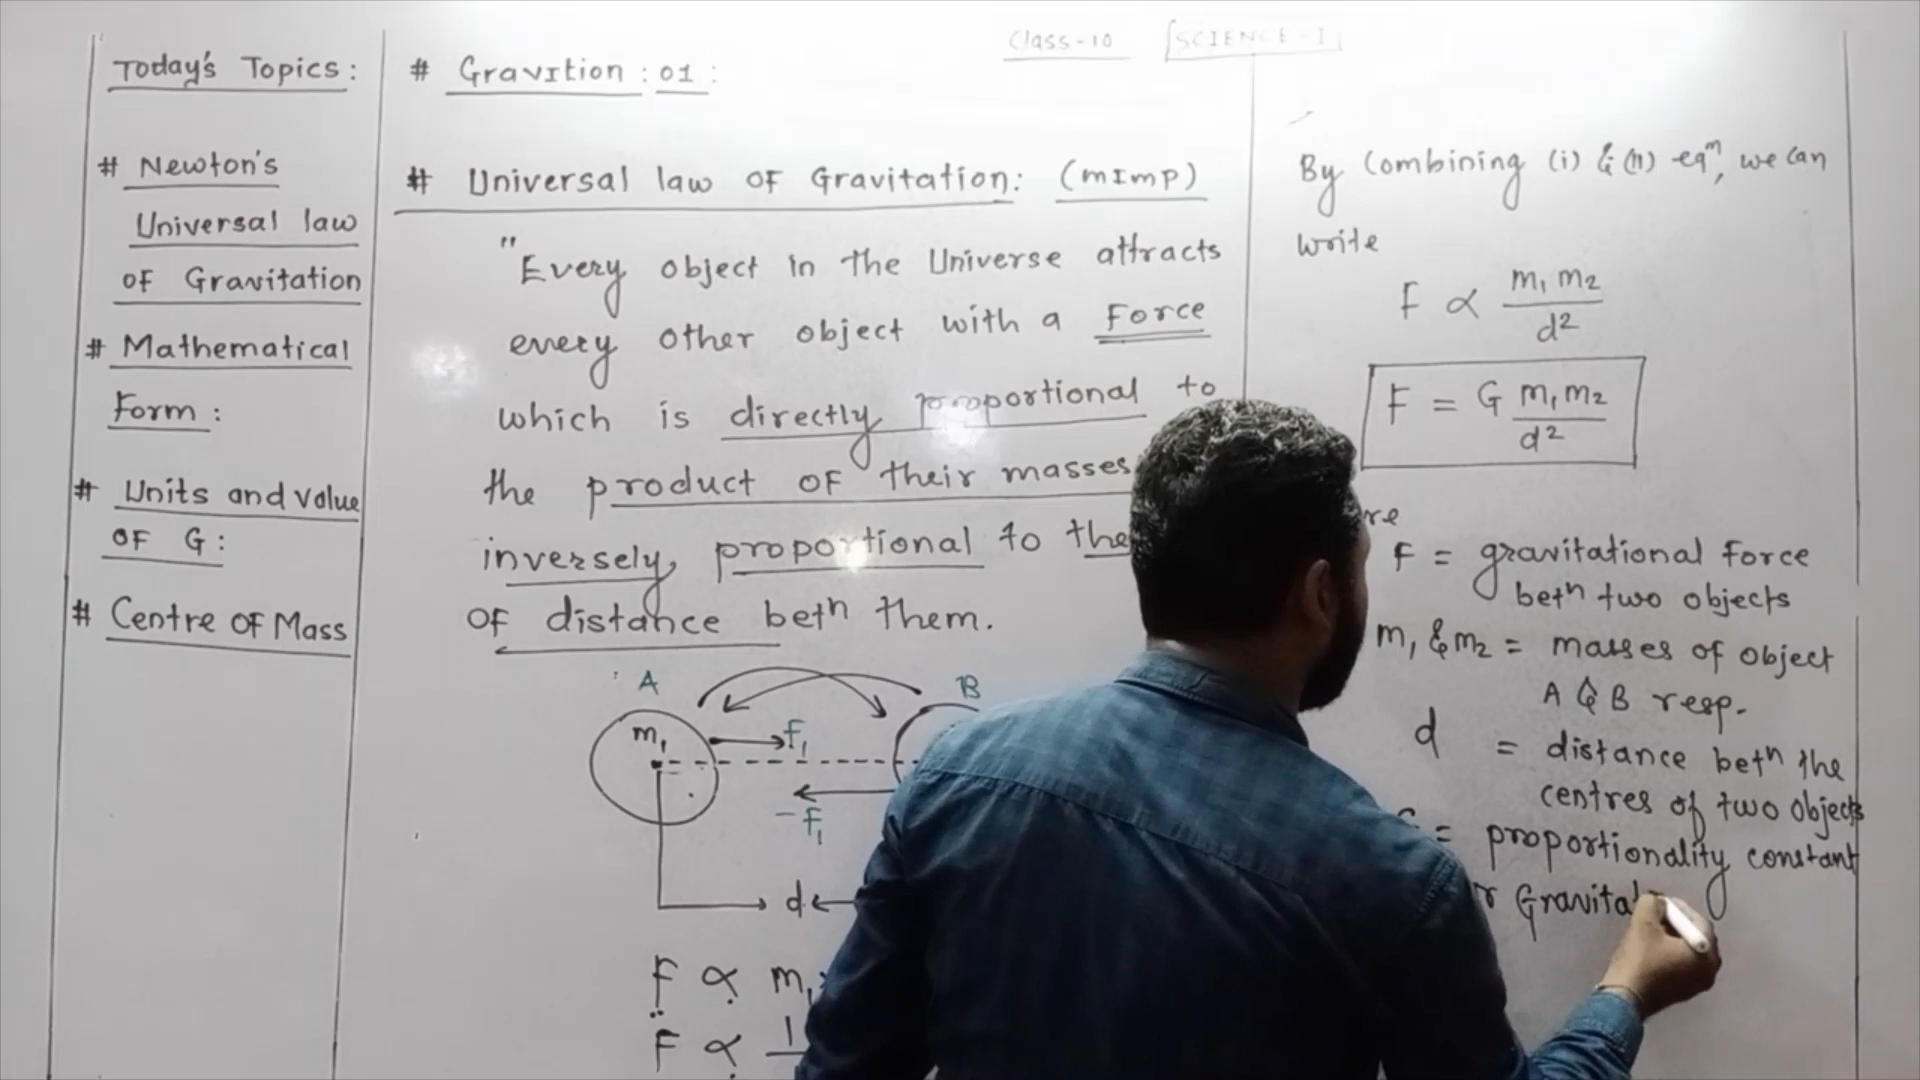 Class-10 SCIENCE-I
Today's Topics:
# Newton's
Universal law
of Gravitation
# Mathematical
Form:
# Units and value
OF G:
# Centre OF Mass
# Gravition : 01 :
# Universal law OF Gravitation: (mImp)
"Every object in the Universe attracts
every other object with a Force
which is directly proportional to
the product OF their masses
inversely proportional to the
OF distance betn them.
A B
m₁ f₁
-f₁
d
F ∝ m₁
F ∝ 1
By Combining (i) & (ii) eqⁿ, we can
write
F ∝ m₁ m₂
d²
F = G m₁ m₂
d²
F = gravitational force
betn two objects
m₁ & m₂ = masses of object
A & B resp.
d = distance betn the
centres of two objects
= proportionality constant
Gravita